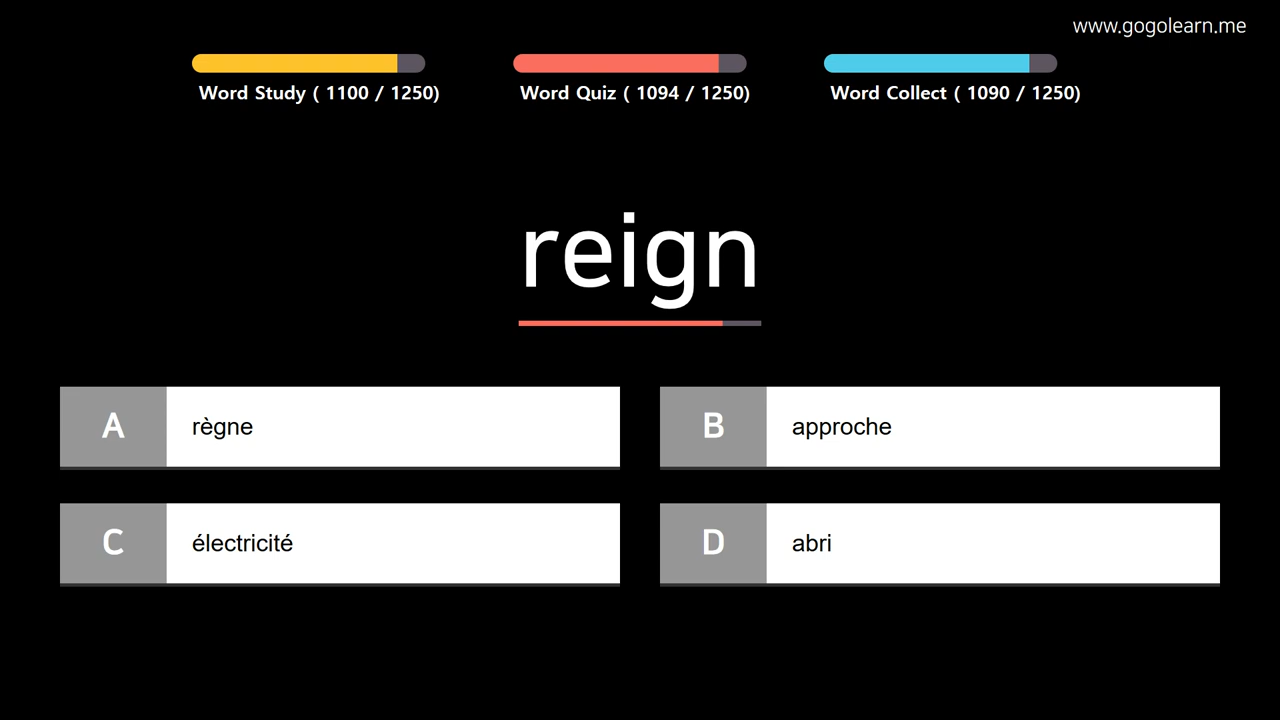 www.gogolearn.me
Word Study ( 1100 / 1250)
Word Quiz ( 1094 / 1250)
Word Collect ( 1090 / 1250)
reign
A
règne
B
approche
C
électricité
D
abri